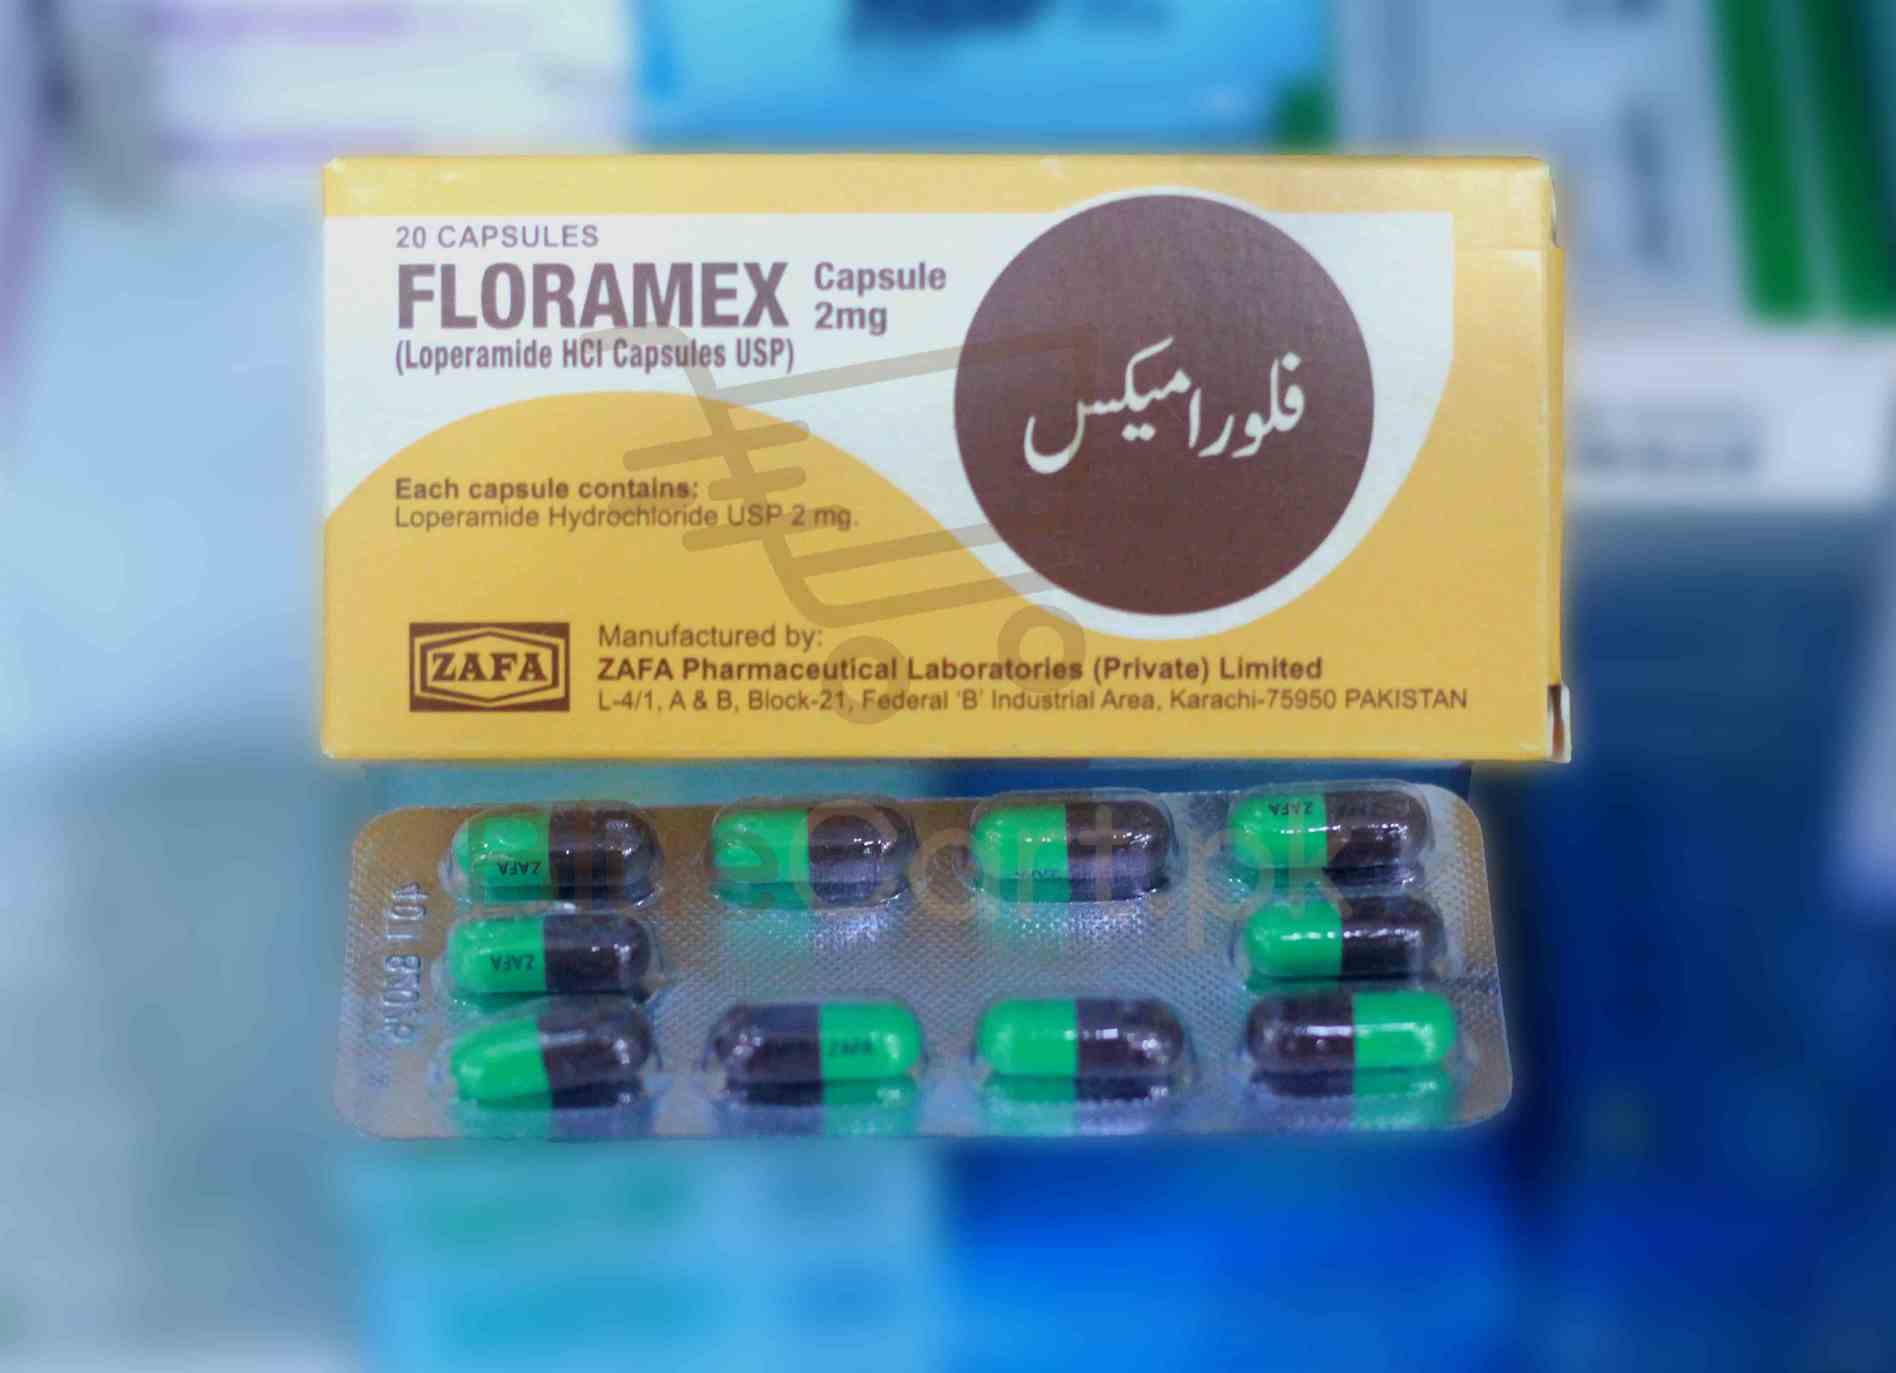 20 CAPSULES
FLORAMEX Capsule 2mg
(Loperamide HCl Capsules USP)
فلورامیکس
Each capsule contains:
Loperamide Hydrochloride USP 2 mg.
ZAFA
Manufactured by:
ZAFA Pharmaceutical Laboratories (Private) Limited
L-4/1, A & B, Block-21, Federal 'B' Industrial Area, Karachi-75950 PAKISTAN
ZAFA
ZAFA
ZAFA
ZAFA